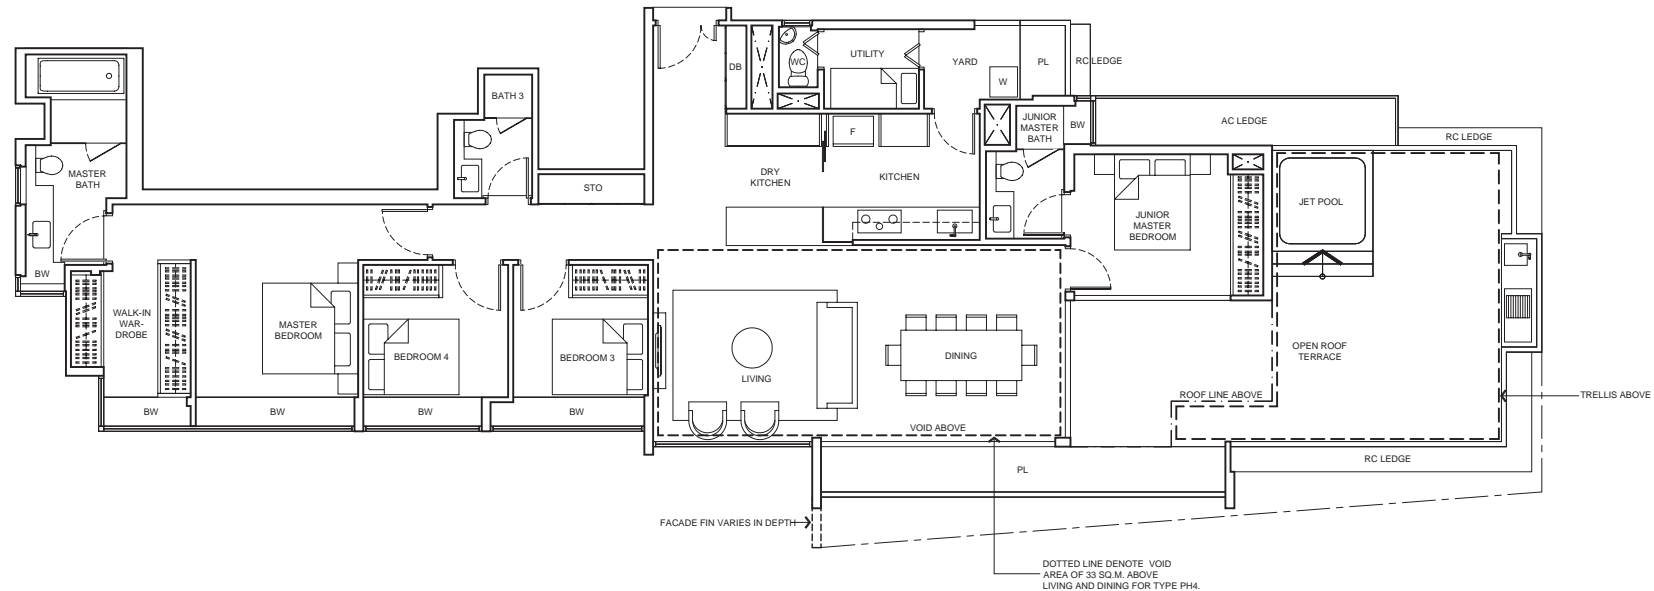 UTILITY
DB
WC
YARD
PL
RC LEDGE
W
BATH 3
JUNIOR
MASTER
BATH
BW
AC LEDGE
RC LEDGE
F
MASTER
BATH
DRY
KITCHEN
KITCHEN
STO
JET POOL
JUNIOR
MASTER
BEDROOM
BW
WALK-IN
WAR-
DROBE
MASTER
BEDROOM
BEDROOM 4
BEDROOM 3
LIVING
DINING
OPEN ROOF
TERRACE
ROOF LINE ABOVE
TRELLIS ABOVE
BW
BW
BW
BW
VOID ABOVE
RC LEDGE
PL
FACADE FIN VARIES IN DEPTH
DOTTED LINE DENOTE VOID
AREA OF 33 SQ.M. ABOVE
LIVING AND DINING FOR TYPE PH4.